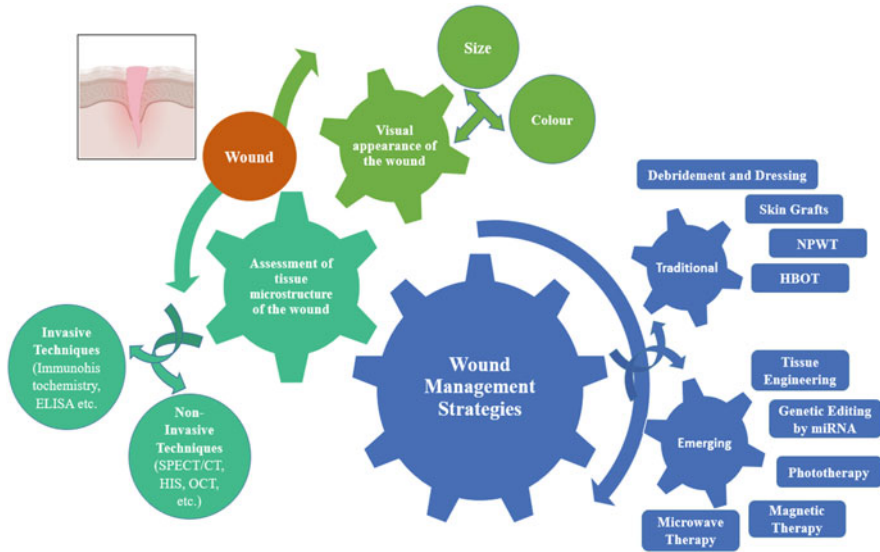 Size
Colour
Visual
appearance of
the wound
Wound
Assessment of
tissue
microstructure
of the wound
Invasive
Techniques
(Immunohis
tochemistry,
ELISA etc.
Non-
Invasive
Techniques
(SPECT/CT,
HIS, OCT,
etc.)
Wound
Management
Strategies
Debridement and Dressing
Skin Grafts
NPWT
HBOT
Traditional
Tissue
Engineering
Genetic Editing
by miRNA
Emerging
Phototherapy
Magnetic
Therapy
Microwave
Therapy